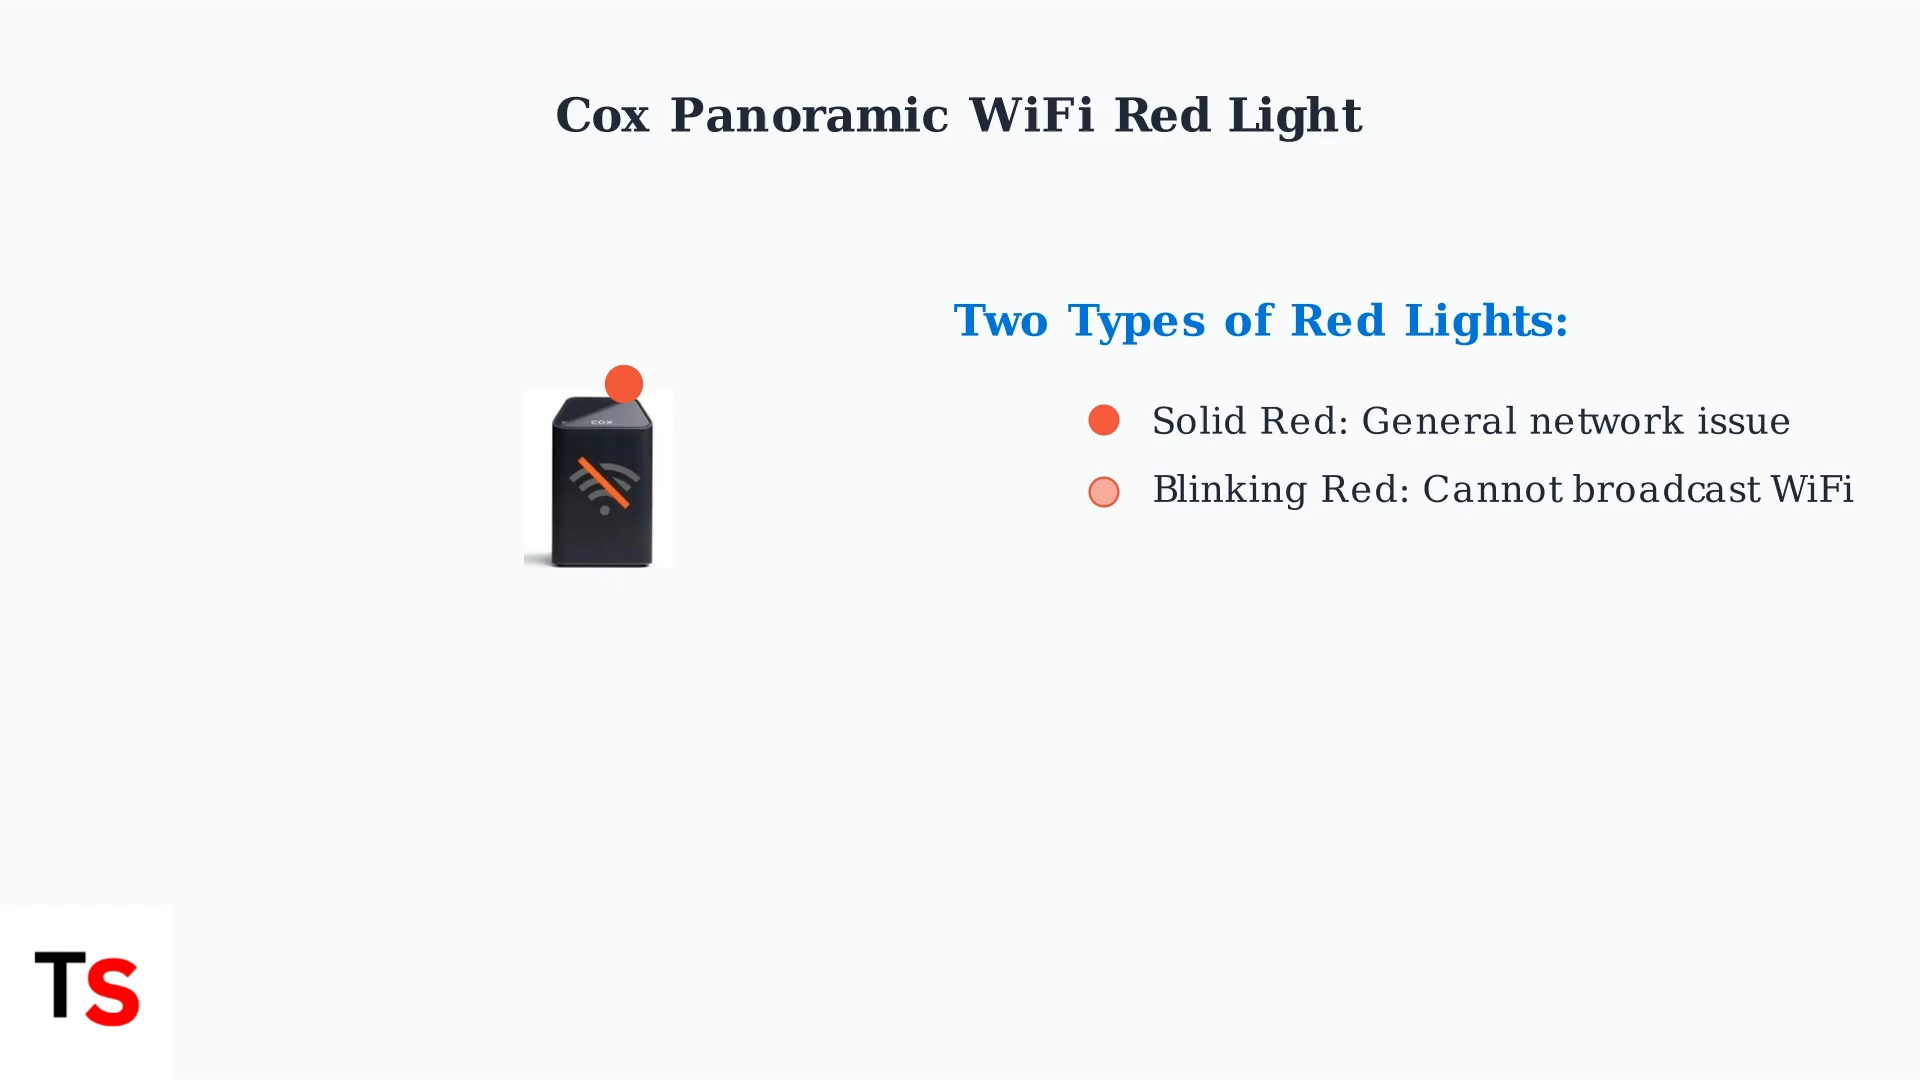 Cox Panoramic WiFi Red Light
Two Types of Red Lights:
Solid Red: General network issue
Blinking Red: Cannot broadcast WiFi
COX
TS